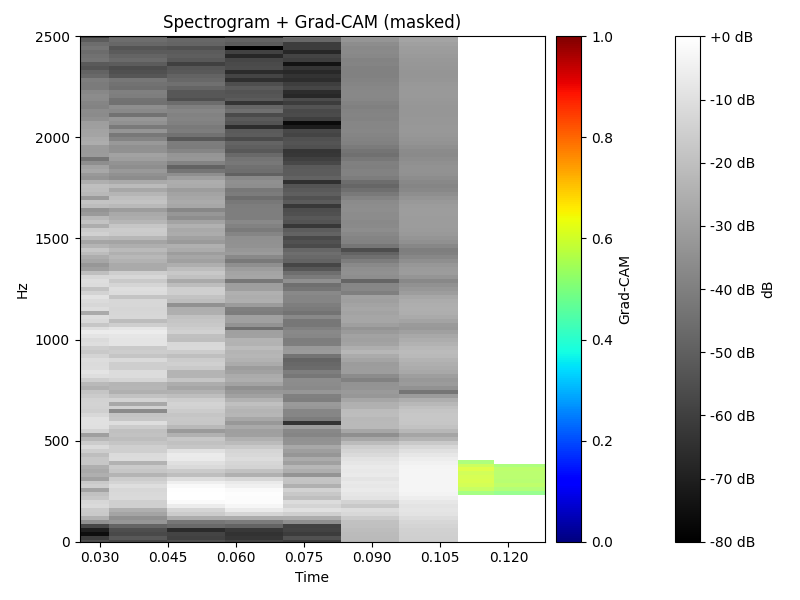 Spectrogram + Grad-CAM (masked)
2500
2000
1500
1000
500
0
Hz
0.030
0.045
0.060
0.075
0.090
0.105
0.120
Time
1.0
0.8
0.6
0.4
0.2
0.0
Grad-CAM
+0 dB
-10 dB
-20 dB
-30 dB
-40 dB
-50 dB
-60 dB
-70 dB
-80 dB
dB